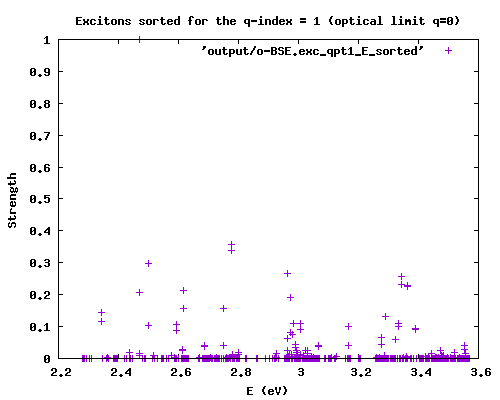 Excitons sorted for the q-index = 1 (optical limit q=0)
'output/o-BSE.exc_qpt1_E_sorted'
1
0.9
0.8
0.7
0.6
0.5
0.4
0.3
0.2
0.1
0
Strength
2.2 2.4 2.6 2.8 3 3.2 3.4 3.6
E (eV)